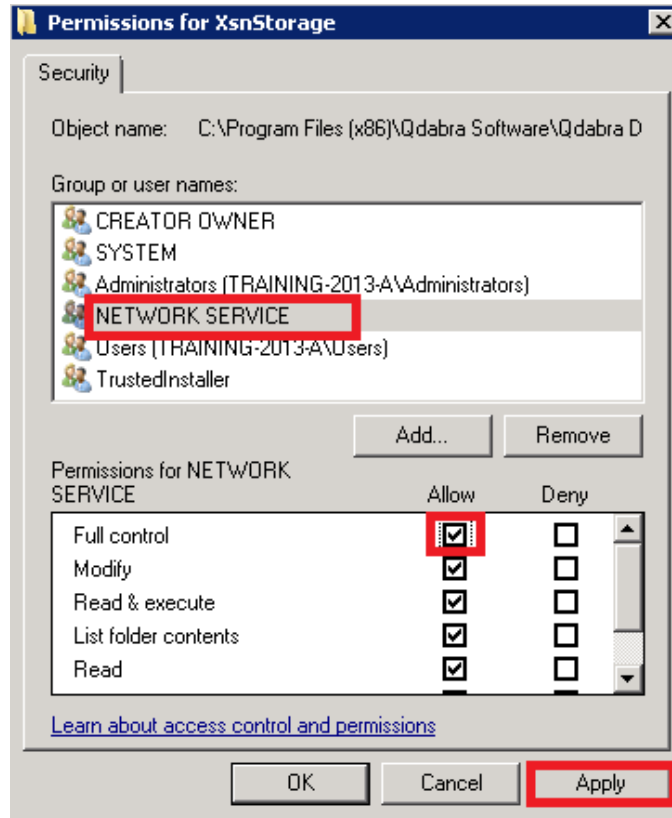 Permissions for XsnStorage
Security
Object name: C:\Program Files (x86)\Qdabra Software\Qdabra D
Group or user names:
CREATOR OWNER
SYSTEM
Administrators (TRAINING-2013-A\Administrators)
NETWORK SERVICE
Users (TRAINING-2013-A\Users)
TrustedInstaller
Add... Remove
Permissions for NETWORK
SERVICE Allow Deny
Full control
Modify
Read & execute
List folder contents
Read
Learn about access control and permissions
OK Cancel Apply